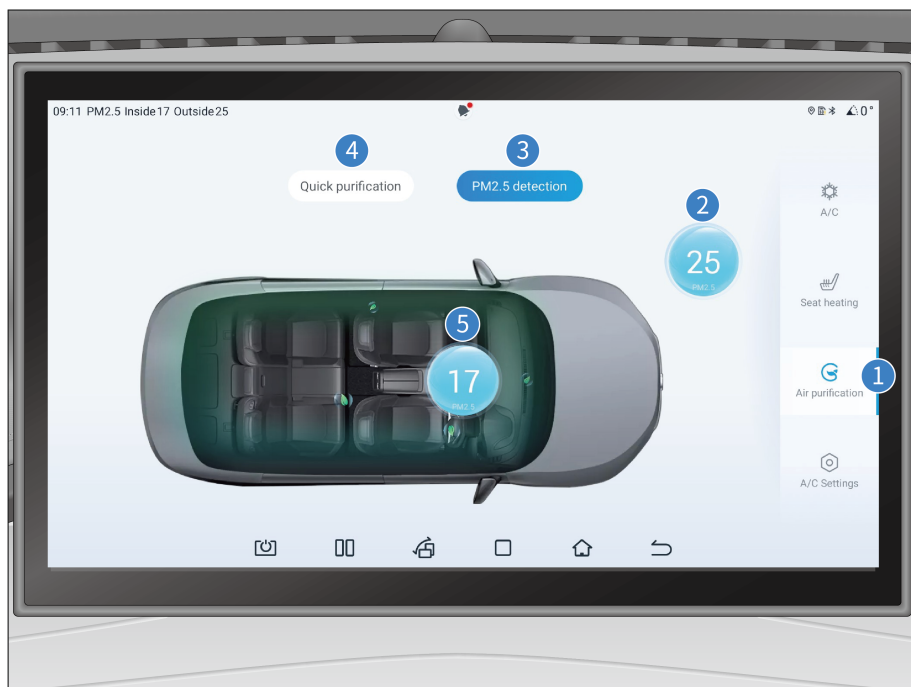 09:11 PM2.5 Inside17 Outside25
0°
4
3
Quick purification
PM2.5 detection
2
25
PM2.5
A/C
Seat heating
5
17
PM2.5
1
Air purification
A/C Settings